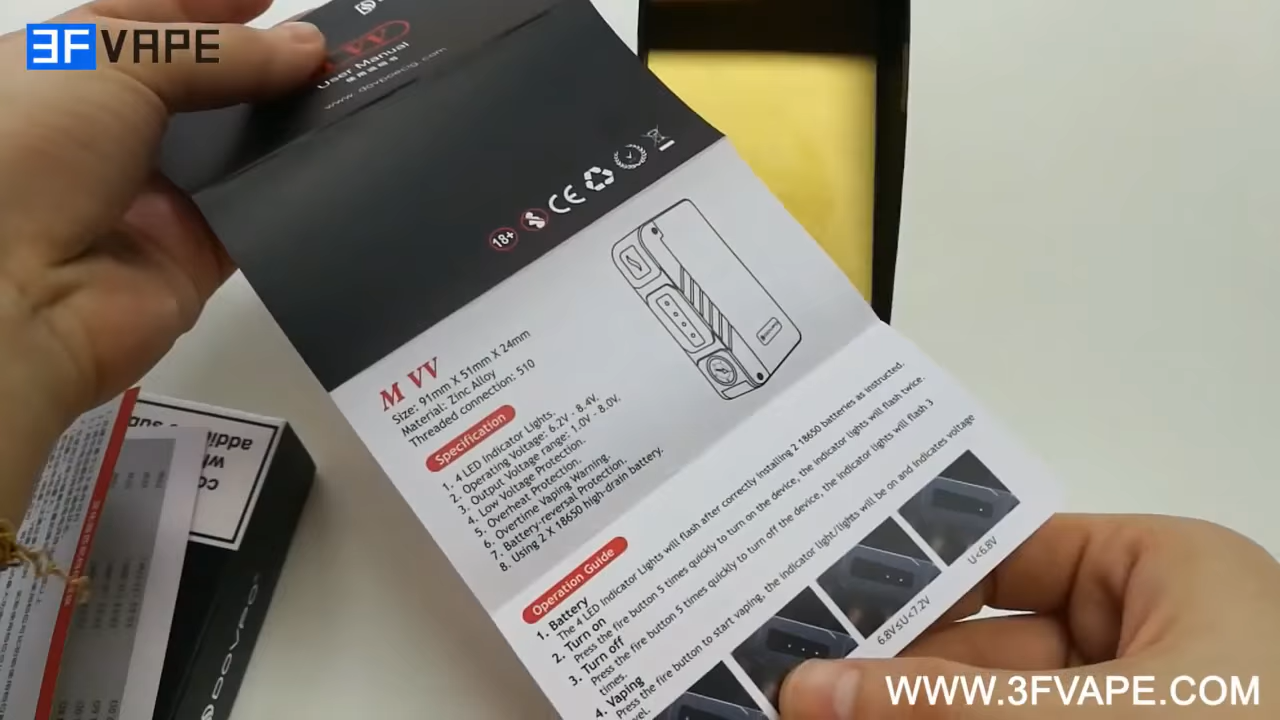 3FVAPE
VV
User Manual
www.dovpoecig.com
18+
CE
M VV
Size: 91mm X 51mm X 24mm
Material: Zinc Alloy
Threaded connection: 510
Specification
1. 4 LED Indicator Lights.
2. Operating Voltage: 6.2V - 8.4V.
3. Output Voltage range: 1.0V - 8.0V.
4. Low Voltage Protection.
5. Overheat Protection.
6. Overtime Vaping Warning.
7. Battery-reversal Protection.
8. Using 2 X 18650 high-drain battery.
Operation Guide
1. Battery
The 4 LED Indicator Lights will flash after correctly installing 2 18650 batteries as instructed.
2. Turn on
Press the fire button 5 times quickly to turn on the device, the indicator lights will flash twice.
3. Turn off
Press the fire button 5 times quickly to turn off the device, the indicator lights will flash 3
times.
4. Vaping
Press the fire button to start vaping, the indicator light/lights will be on and indicates voltage
level.
6.8V≤U<7.2V
U<6.8V
DOVPO
WWW.3FVAPE.COM